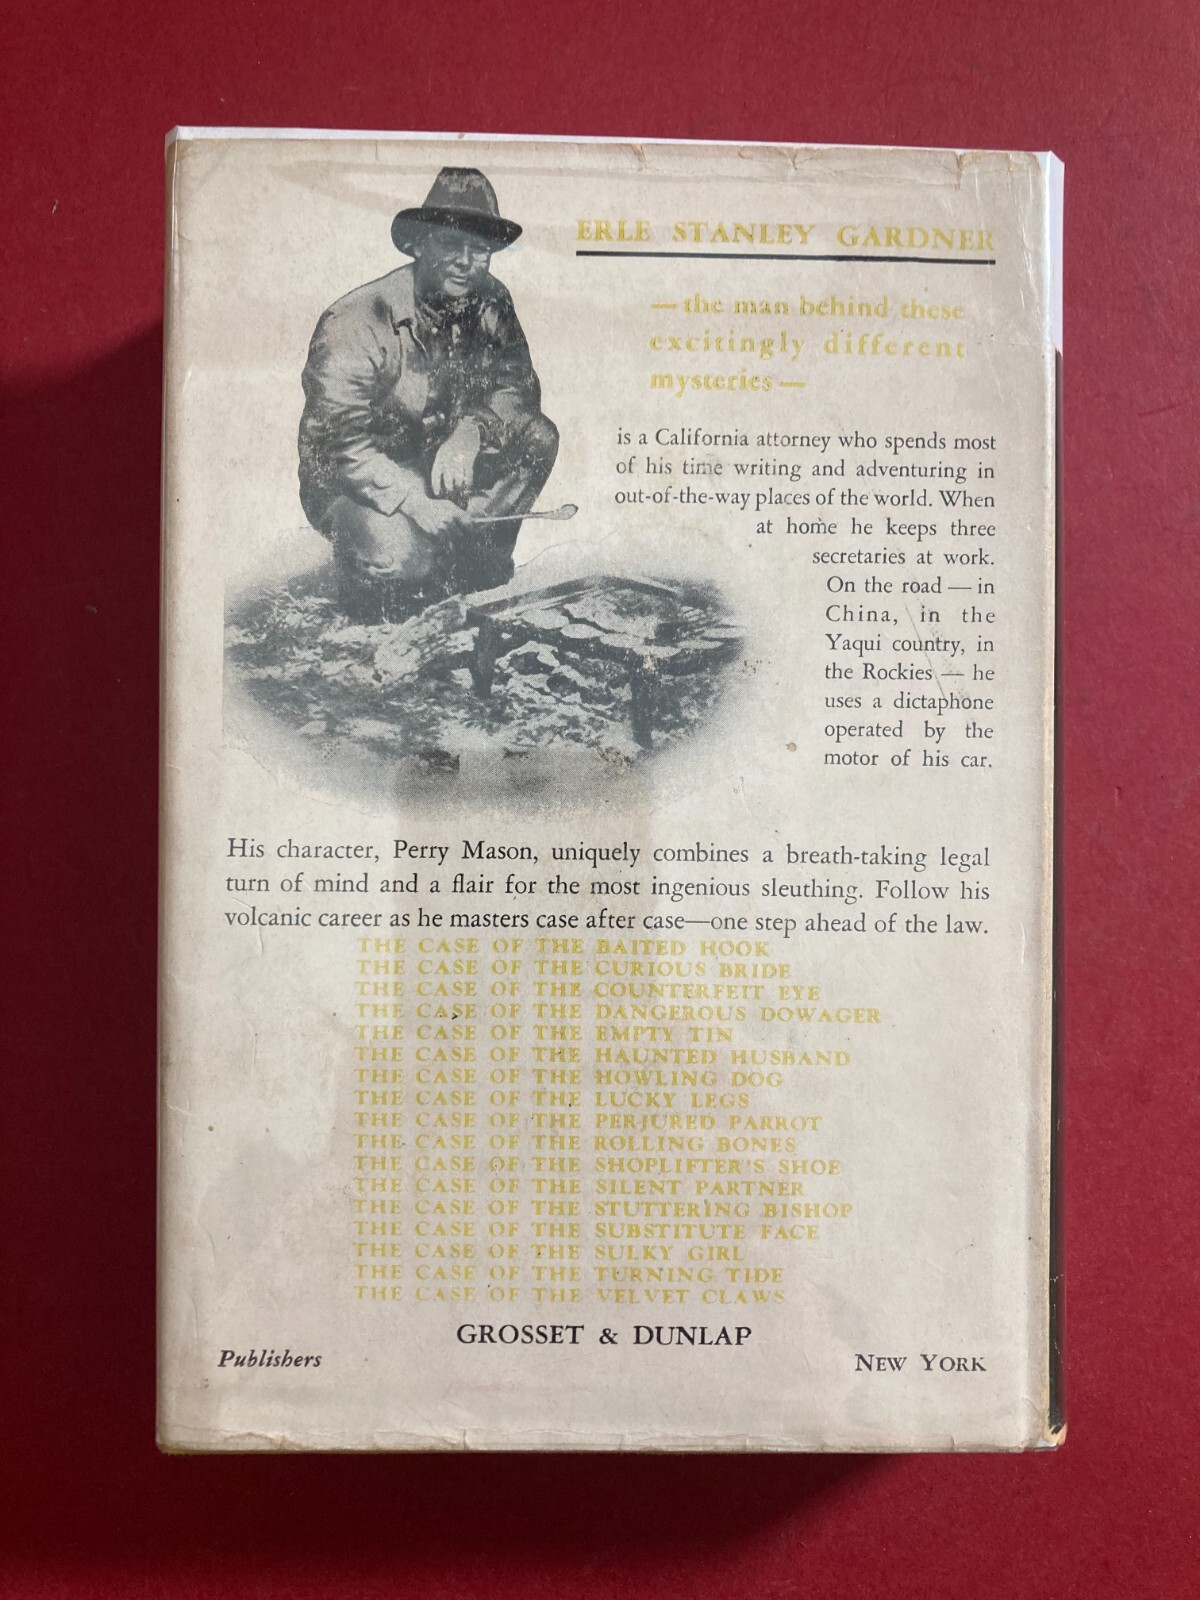 ERLE STANLEY GARDNER
— the man behind these
excitingly different
mysteries —
is a California attorney who spends most
of his time writing and adventuring in
out-of-the-way places of the world. When
at home he keeps three
secretaries at work.
On the road — in
China, in the
Yaqui country, in
the Rockies — he
uses a dictaphone
operated by the
motor of his car.
His character, Perry Mason, uniquely combines a breath-taking legal
turn of mind and a flair for the most ingenious sleuthing. Follow his
volcanic career as he masters case after case—one step ahead of the law.
THE CASE OF THE BAITED HOOK
THE CASE OF THE CURIOUS BRIDE
THE CASE OF THE COUNTERFEIT EYE
THE CASE OF THE DANGEROUS DOWAGER
THE CASE OF THE EMPTY TIN
THE CASE OF THE HAUNTED HUSBAND
THE CASE OF THE HOWLING DOG
THE CASE OF THE LUCKY LEGS
THE CASE OF THE PERJURED PARROT
THE CASE OF THE ROLLING BONES
THE CASE OF THE SHOPLIFTER'S SHOE
THE CASE OF THE SILENT PARTNER
THE CASE OF THE STUTTERING BISHOP
THE CASE OF THE SUBSTITUTE FACE
THE CASE OF THE SULKY GIRL
THE CASE OF THE TURNING TIDE
THE CASE OF THE VELVET CLAWS
GROSSET & DUNLAP
Publishers NEW YORK